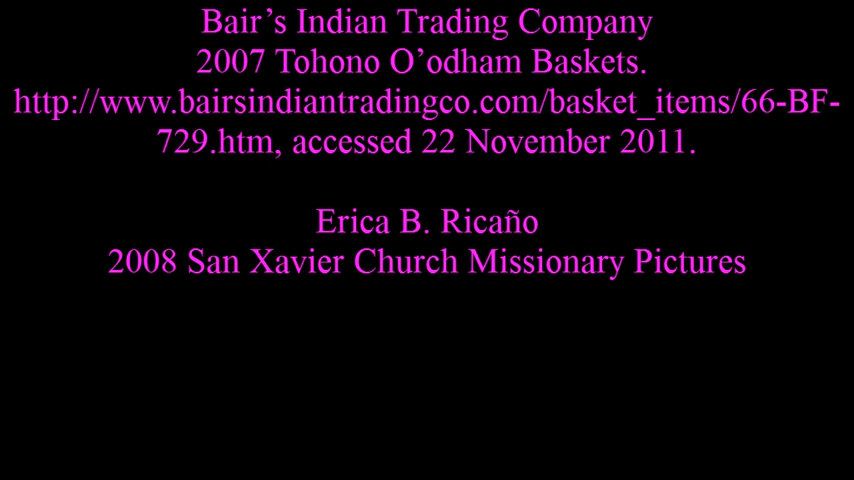 Bair’s Indian Trading Company
2007 Tohono O’odham Baskets.
http://www.bairsindiantradingco.com/basket_items/66-BF-
729.htm, accessed 22 November 2011.
Erica B. Ricaño
2008 San Xavier Church Missionary Pictures